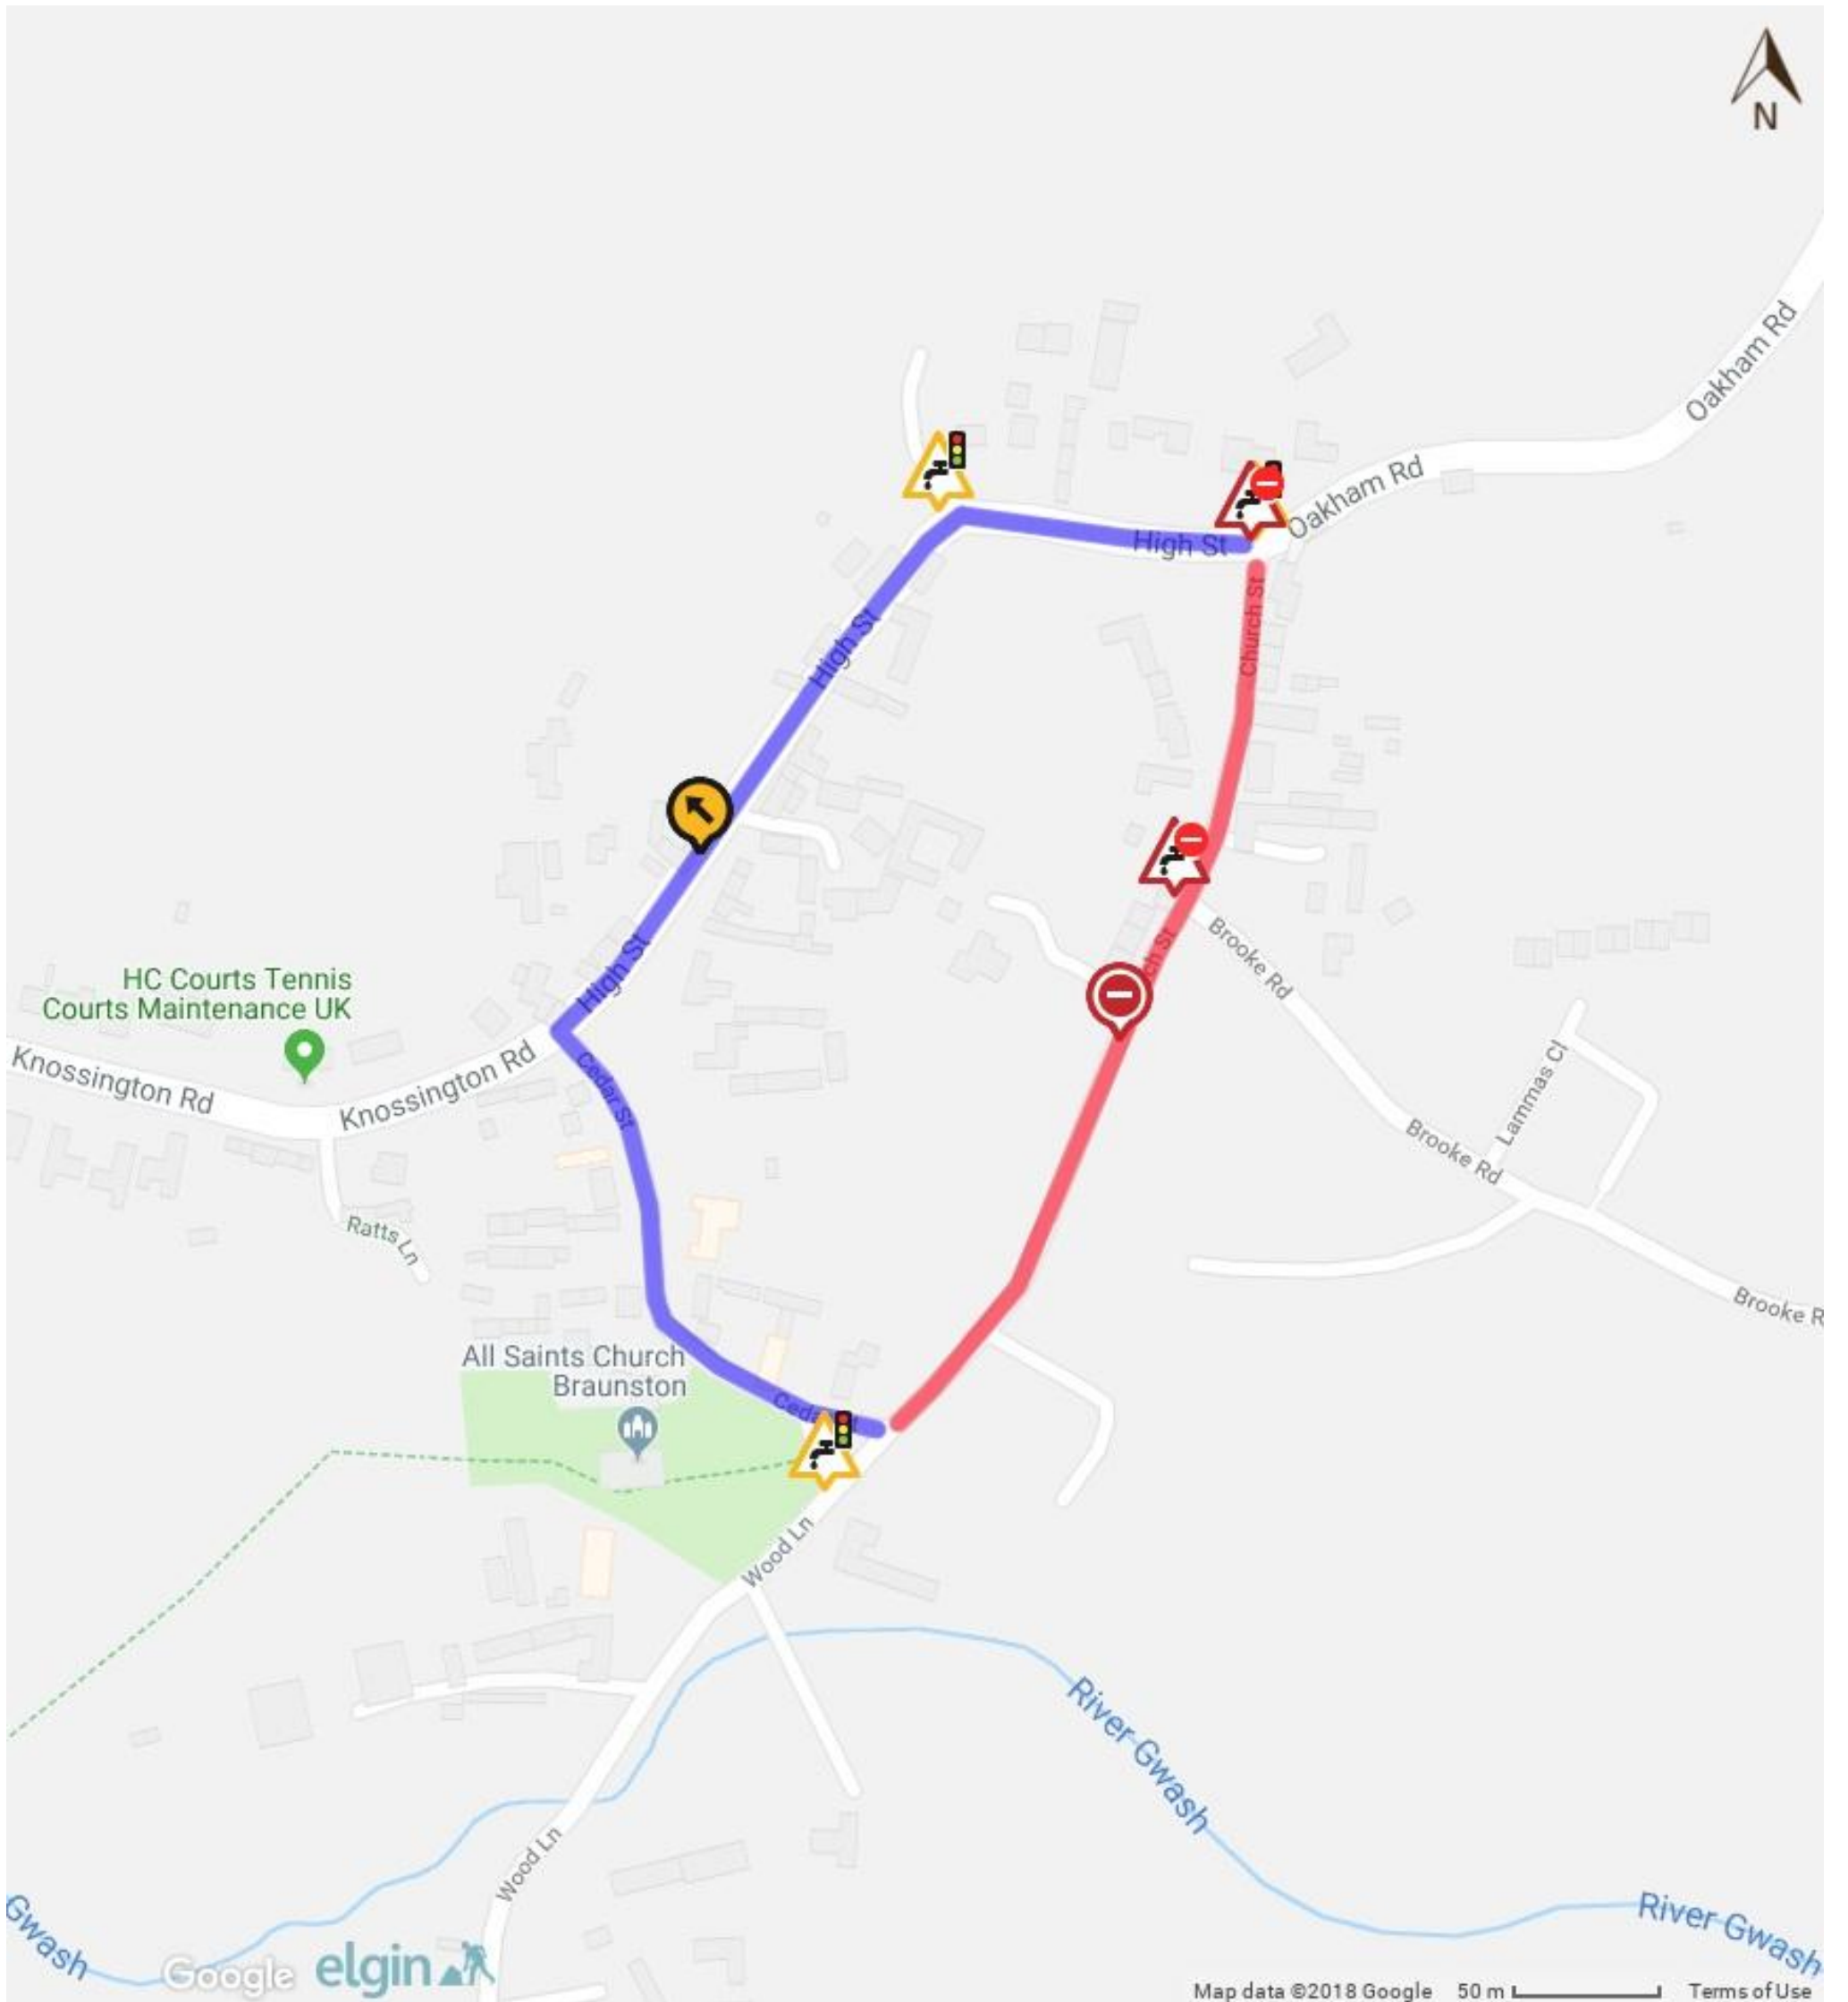 N
Oakham Rd
Oakham Rd
High St
Church St
High St
High St
Brooke Rd
HC Courts Tennis
Courts Maintenance UK
Knossington Rd
Knossington Rd
Cedar St
Lammas Cl
Brooke Rd
Ratts Ln
Brooke R
All Saints Church
Braunston
Wood Ln
River Gwash
Wood Ln
River Gwash
Gwash
Google
elgin
Map data ©2018 Google
50 m
Terms of Use